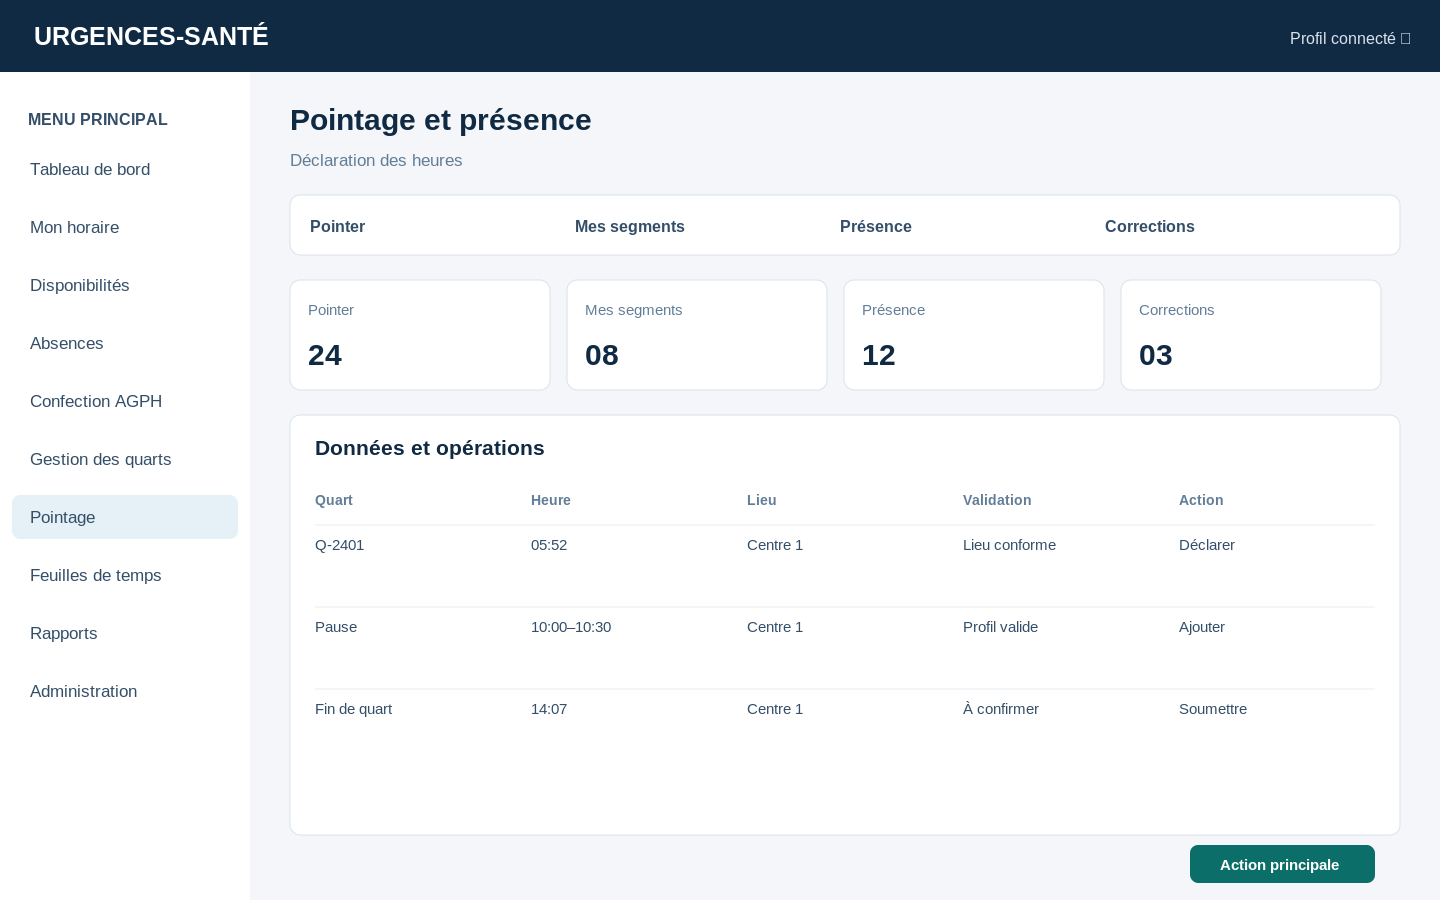 URGENCES-SANTÉ
Profil connecté
MENU PRINCIPAL
Tableau de bord
Mon horaire
Disponibilités
Absences
Confection AGPH
Gestion des quarts
Pointage
Feuilles de temps
Rapports
Administration
Pointage et présence
Déclaration des heures
Pointer Mes segments Présence Corrections
Pointer Mes segments Présence Corrections
24 08 12 03
Données et opérations
Quart Heure Lieu Validation Action
Q-2401 05:52 Centre 1 Lieu conforme Déclarer
Pause 10:00–10:30 Centre 1 Profil valide Ajouter
Fin de quart 14:07 Centre 1 À confirmer Soumettre
Action principale